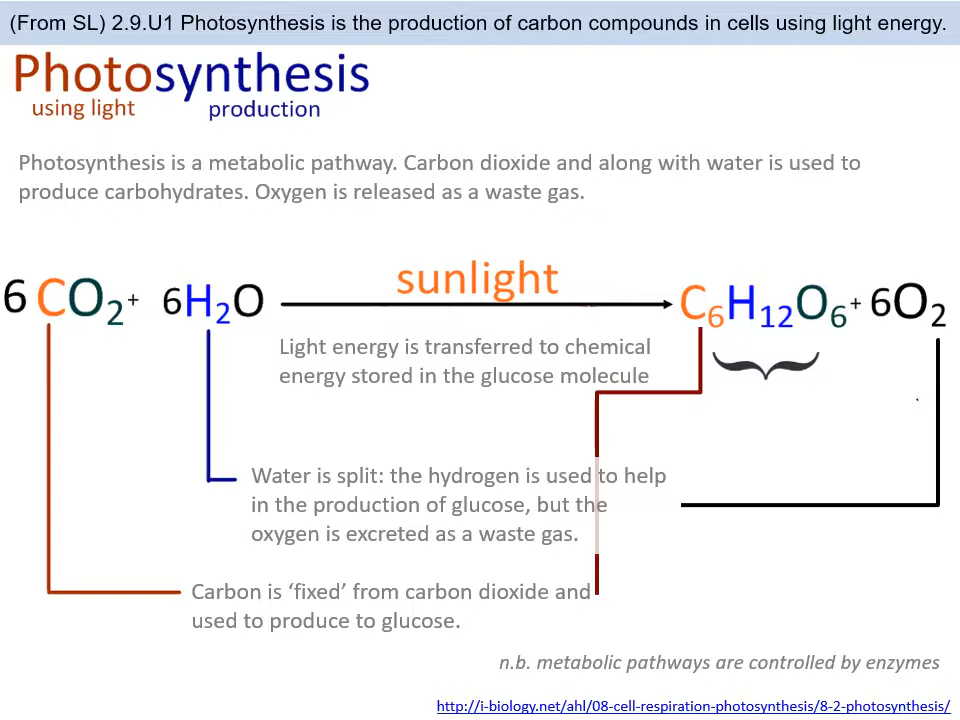 (From SL) 2.9.U1 Photosynthesis is the production of carbon compounds in cells using light energy.
Photosynthesis
using light
production
Photosynthesis is a metabolic pathway. Carbon dioxide and along with water is used to
produce carbohydrates. Oxygen is released as a waste gas.
sunlight
6CO₂+ 6H₂O C₆H₁₂O₆+ 6O₂
Light energy is transferred to chemical
energy stored in the glucose molecule
Water is split: the hydrogen is used to help
in the production of glucose, but the
oxygen is excreted as a waste gas.
Carbon is ‘fixed’ from carbon dioxide and
used to produce to glucose.
n.b. metabolic pathways are controlled by enzymes
http://i-biology.net/ahl/08-cell-respiration-photosynthesis/8-2-photosynthesis/